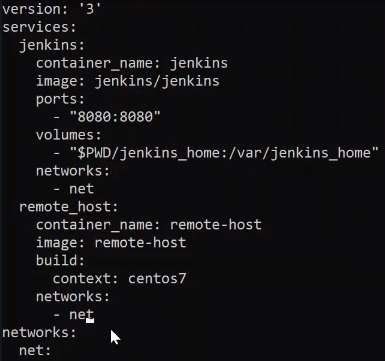 version: '3'
services:
  jenkins:
    container_name: jenkins
    image: jenkins/jenkins
    ports:
      - "8080:8080"
    volumes:
      - "$PWD/jenkins_home:/var/jenkins_home"
    networks:
      - net
  remote_host:
    container_name: remote-host
    image: remote-host
    build:
      context: centos7
    networks:
      - net
networks:
  net: